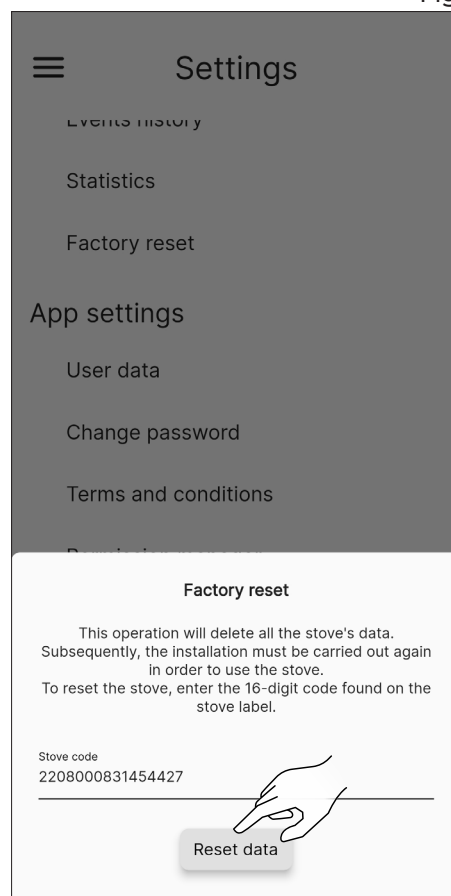 Settings
Events history
Statistics
Factory reset
App settings
User data
Change password
Terms and conditions
Factory reset
This operation will delete all the stove's data.
Subsequently, the installation must be carried out again
in order to use the stove.
To reset the stove, enter the 16-digit code found on the
stove label.
Stove code
2208000831454427
Reset data